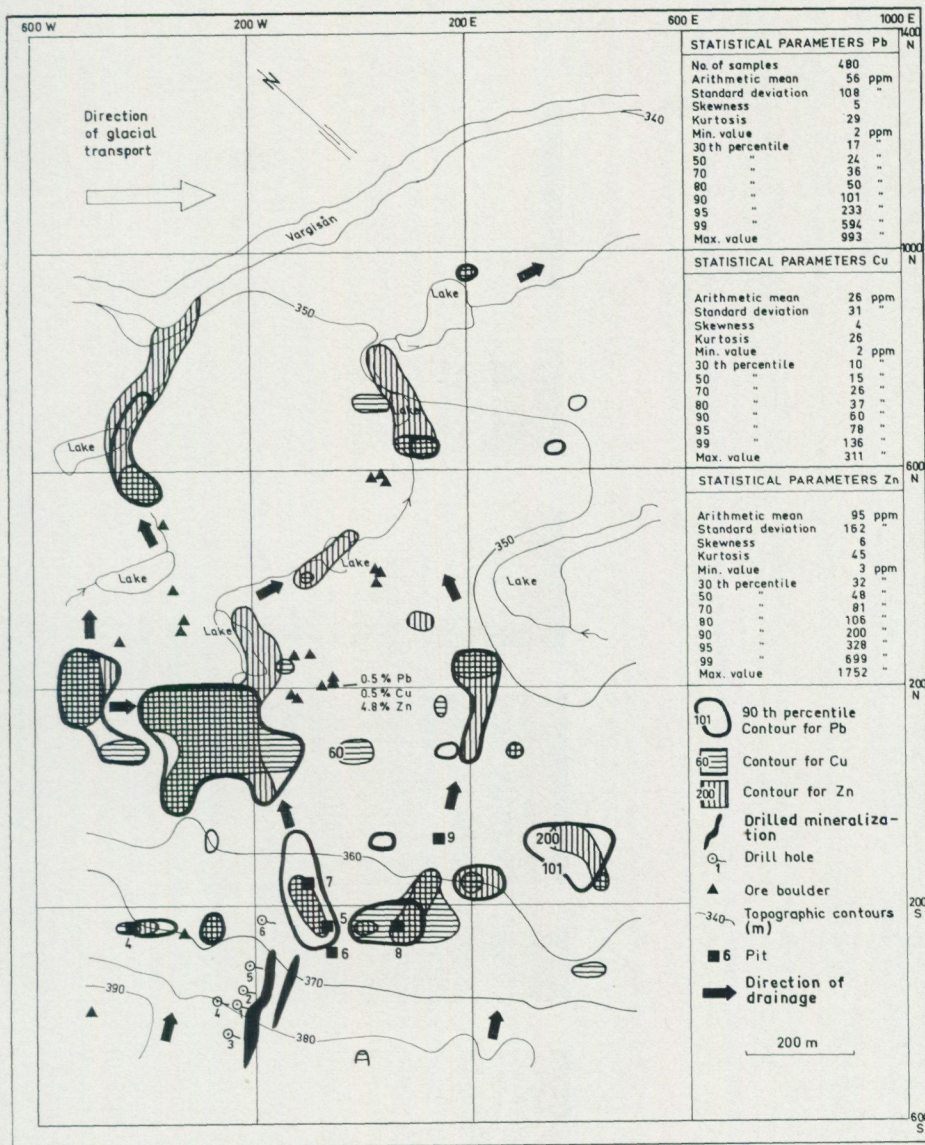 600 W
200 W
200 E
600 E
1000 E
1400
N
N
Direction
of glacial
transport
340
Vargisån
350
Lake
Lake
Lake
Lake
Lake
Lake
Lake
350
0.5% Pb
0.5% Cu
4.8% Zn
60
9
360
200
101
7
5
8
6
4
6
5
2
4
1
3
370
380
390
STATISTICAL PARAMETERS Pb
No. of samples 480
Arithmetic mean 56 ppm
Standard deviation 108 "
Skewness 5
Kurtosis 29
Min. value 2 ppm
30 th percentile 17 "
50 " 24 "
70 " 36 "
80 " 50 "
90 " 101 "
95 " 233 "
99 " 594 "
Max. value 993 "
1000
N
STATISTICAL PARAMETERS Cu
Arithmetic mean 26 ppm
Standard deviation 31 "
Skewness 4
Kurtosis 26
Min. value 2 ppm
30 th percentile 10 "
50 " 15 "
70 " 26 "
80 " 37 "
90 " 60 "
95 " 78 "
99 " 136 "
Max. value 311 "
600
N
STATISTICAL PARAMETERS Zn
Arithmetic mean 95 ppm
Standard deviation 162 "
Skewness 6
Kurtosis 45
Min. value 3 ppm
30 th percentile 32 "
50 " 48 "
70 " 81 "
80 " 106 "
90 " 200 "
95 " 328 "
99 " 699 "
Max. value 1752 "
200
N
101 90 th percentile
Contour for Pb
60 Contour for Cu
200 Contour for Zn
Drilled mineraliza-
tion
1 Drill hole
Ore boulder
340 Topographic contours
(m)
6 Pit
Direction of
drainage
200 m
200
S
600
S